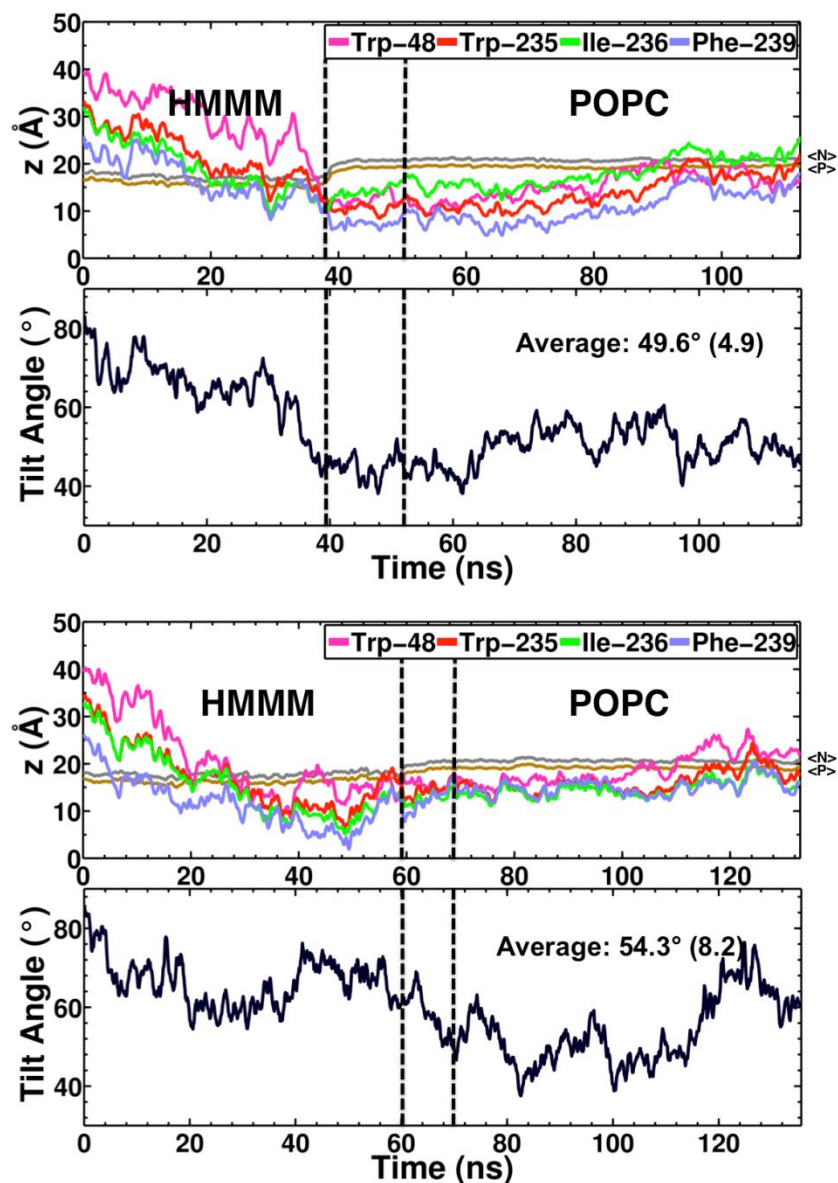 50
40
30
20
10
0
z (Å)
Trp-48 Trp-235 Ile-236 Phe-239
HMMM POPC
<N>
<P>
0 20 40 60 80 100
80
60
40
Tilt Angle (°)
Average: 49.6° (4.9)
0 20 40 60 80 100
Time (ns)
50
40
30
20
10
0
z (Å)
Trp-48 Trp-235 Ile-236 Phe-239
HMMM POPC
<N>
<P>
0 20 40 60 80 100 120
80
60
40
Tilt Angle (°)
Average: 54.3° (8.2)
0 20 40 60 80 100 120
Time (ns)